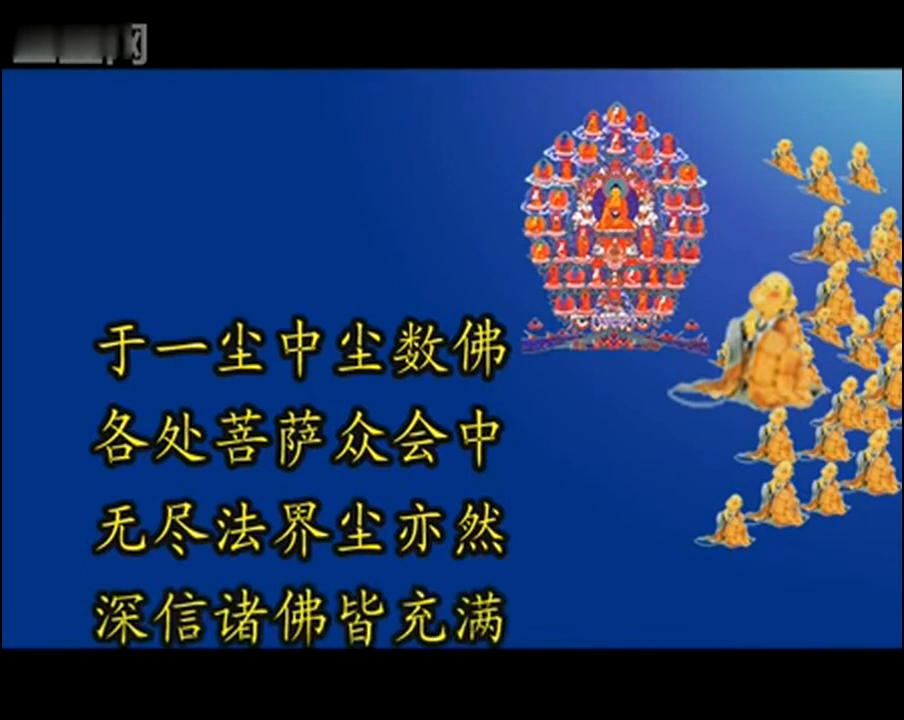 网
于一尘中尘数佛
各处菩萨众会中
无尽法界尘亦然
深信诸佛皆充满